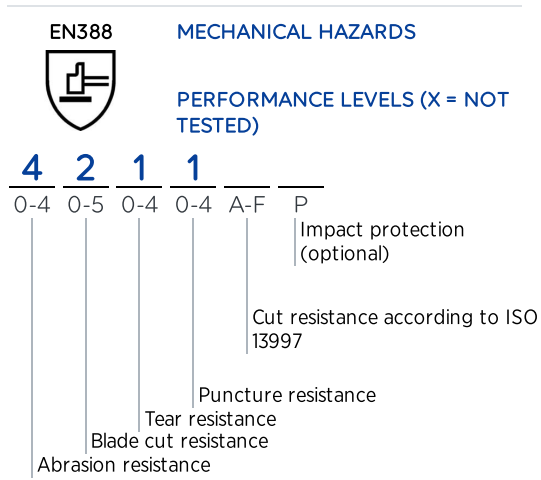 EN388
MECHANICAL HAZARDS
PERFORMANCE LEVELS (X = NOT
TESTED)
4 2 1 1
0-4 0-5 0-4 0-4 A-F P
Impact protection
(optional)
Cut resistance according to ISO
13997
Puncture resistance
Tear resistance
Blade cut resistance
Abrasion resistance